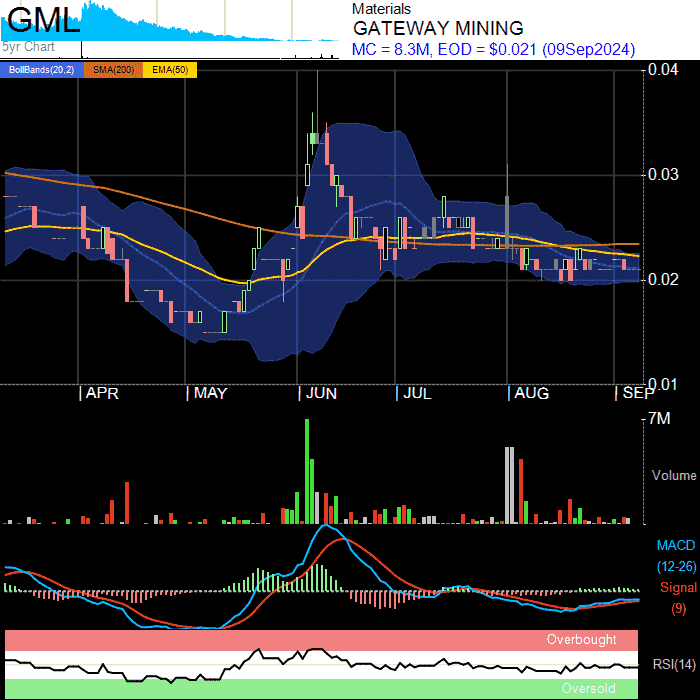 GML
5yr Chart
Materials
GATEWAY MINING
MC = 8.3M, EOD = $0.021 (09Sep2024)
BollBands(20,2) SMA(200) EMA(50)
0.04
0.03
0.02
0.01
APR MAY JUN JUL AUG SEP
7M
Volume
MACD
(12-26)
Signal
(9)
Overbought
RSI(14)
Oversold